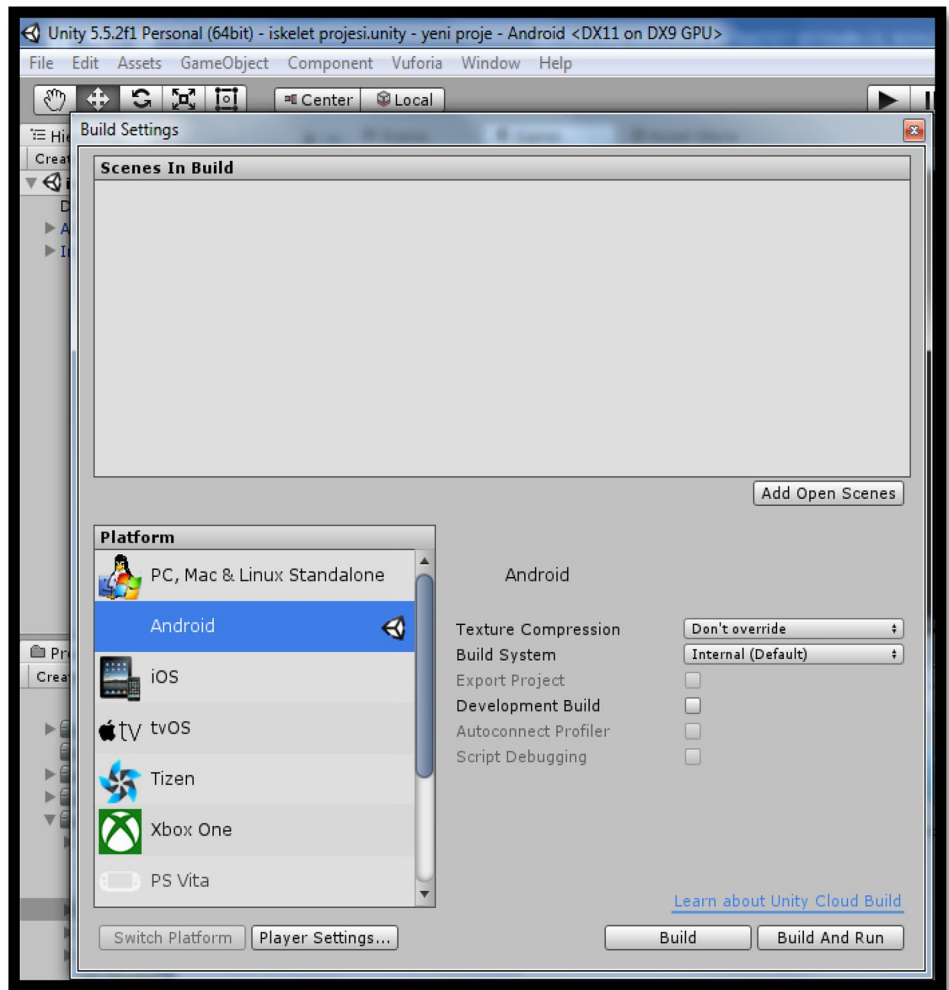 Unity 5.5.2f1 Personal (64bit) - iskelet projesi.unity - yeni proje - Android <DX11 on DX9 GPU>
File Edit Assets GameObject Component Vuforia Window Help
Center Local
Build Settings
Scenes In Build
Add Open Scenes
Platform
PC, Mac & Linux Standalone
Android
iOS
tv tvOS
Tizen
Xbox One
PS Vita
Android
Texture Compression Don't override
Build System Internal (Default)
Export Project
Development Build
Autoconnect Profiler
Script Debugging
Learn about Unity Cloud Build
Switch Platform Player Settings... Build Build And Run